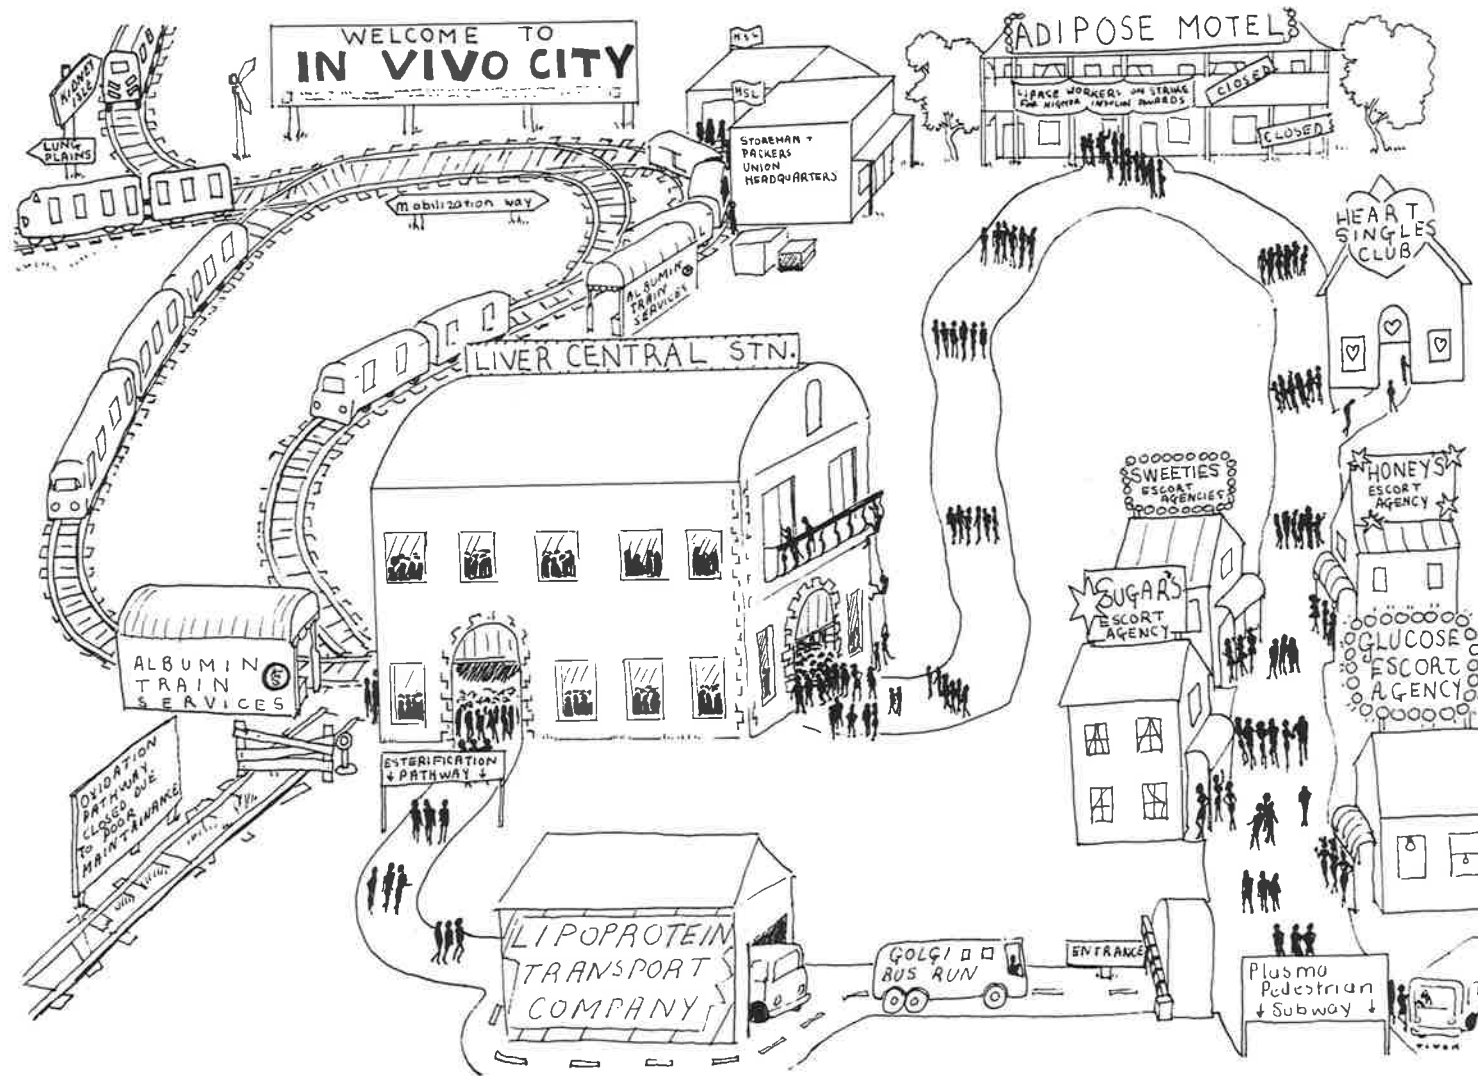 WELCOME TO
IN VIVO CITY
KIDNEY
ISLE
LUNG
PLAINS
Mobilization way
HSL
HSL
STOREMAN +
PACKERS
UNION
HEADQUARTERS
ADIPOSE MOTEL
LIPASE WORKERS ON STRIKE
FOR HIGHER INSULIN AWARDS
CLOSED
CLOSED
HEART
SINGLES
CLUB
ALBUMIN
TRAIN
SERVICES
LIVER CENTRAL STN.
SWEETIES
ESCORT
AGENCIES
HONEY'S
ESCORT
AGENCY
SUGAR'S
ESCORT
AGENCY
GLUCOSE
ESCORT
AGENCY
ALBUMIN
TRAIN
SERVICES
OXIDATION
PATHWAY
CLOSED DUE
TO POOR
MAINTAINANCE
ESTERIFICATION
↓ PATHWAY ↓
LIPOPROTEIN
TRANSPORT
COMPANY
GOLGI
BUS RUN
ENTRANCE
Plasma
Pedestrian
↓ Subway ↓